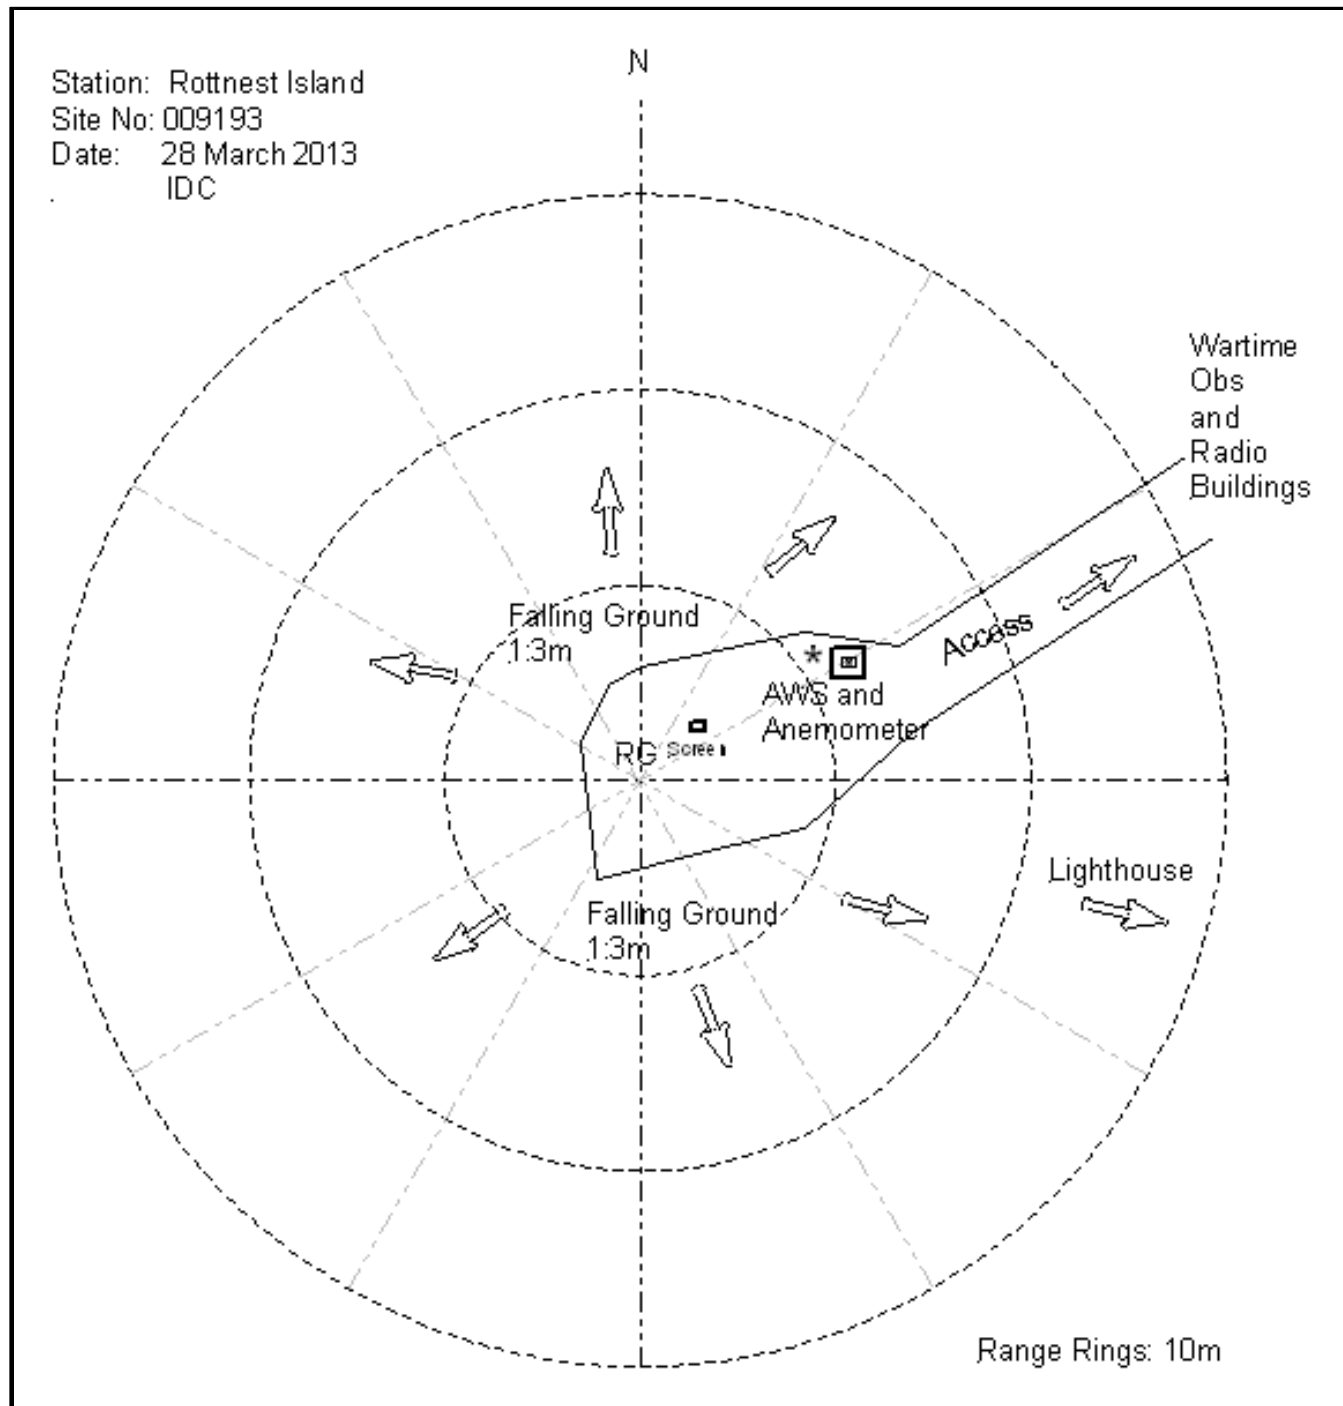 N
Station: Rottnest Island
Site No: 009193
Date: 28 March 2013
IDC
Wartime
Obs
and
Radio
Buildings
Falling Ground
1:3m
Access
*
AWS and
Anemometer
RG
Screen
Lighthouse
Falling Ground
1:3m
Range Rings: 10m